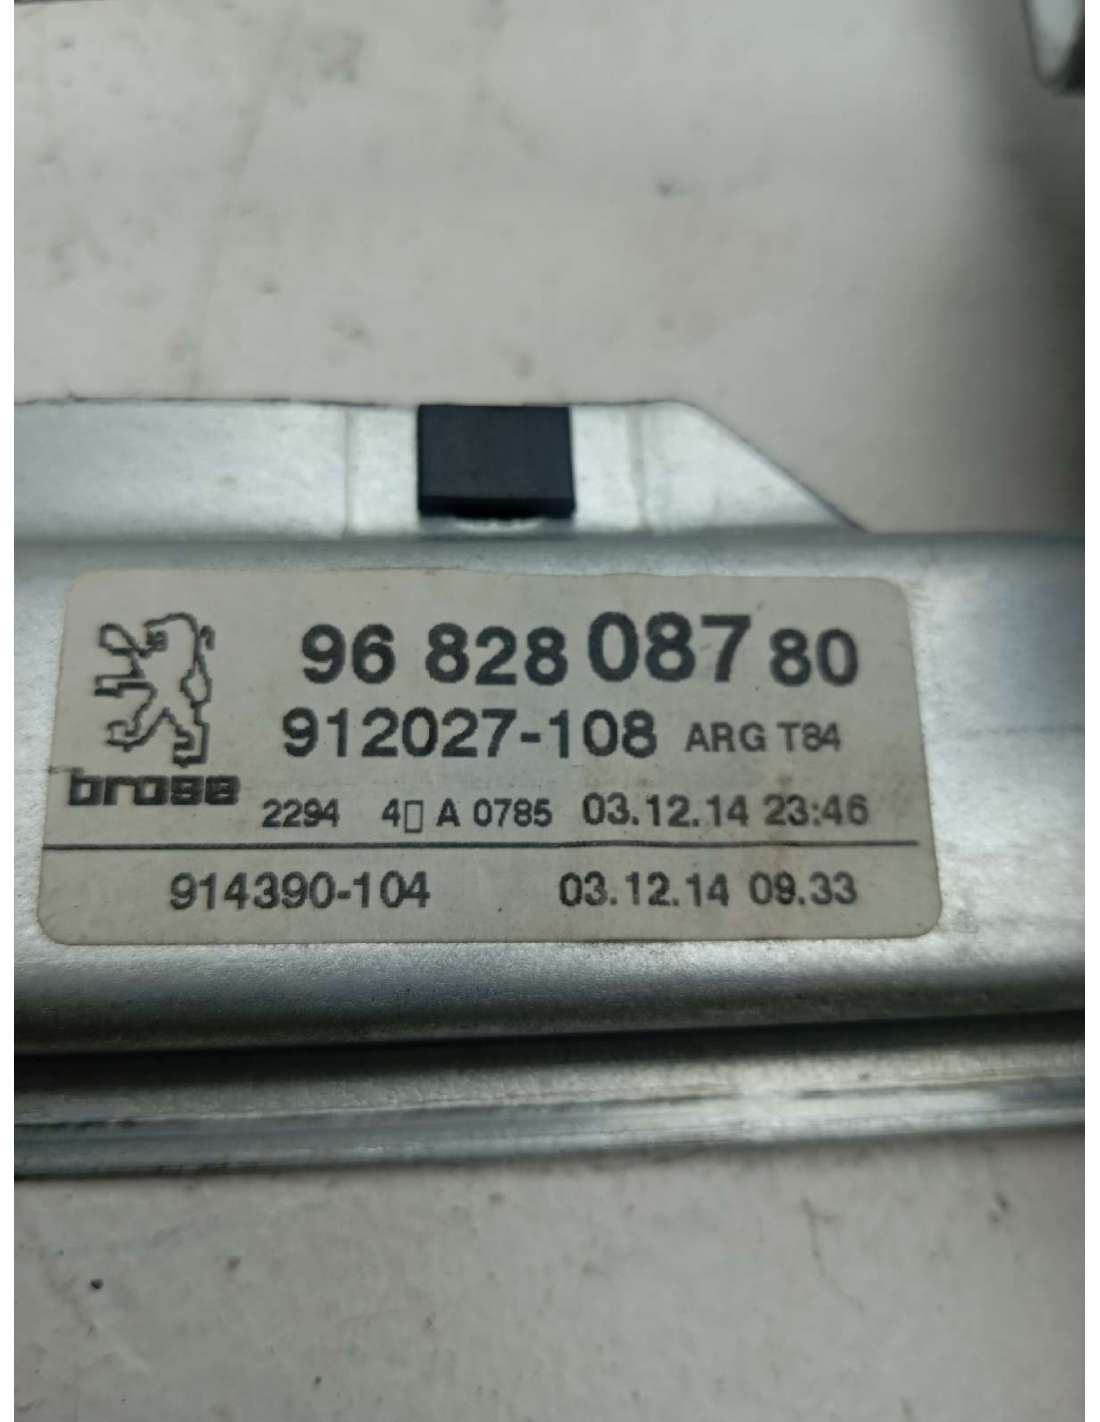 96 828 087 80
912027-108 ARG T84
brose
2294 4▯ A 0785 03.12.14 23:46
914390-104 03.12.14 09.33